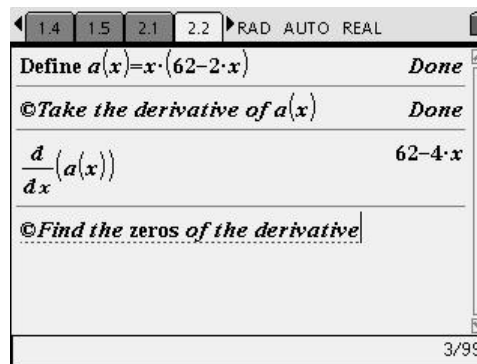 1.4 1.5 2.1 2.2 RAD AUTO REAL
Define a(x)=x·(62−2·x) Done
©Take the derivative of a(x) Done
d/dx(a(x)) 62−4·x
©Find the zeros of the derivative
3/99